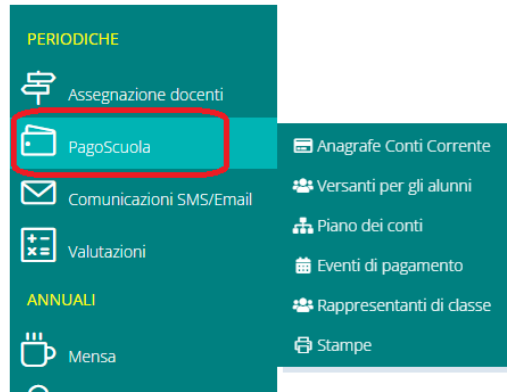 PERIODICHE
Assegnazione docenti
PagoScuola
Comunicazioni SMS/Email
Valutazioni
ANNUALI
Mensa
Anagrafe Conti Corrente
Versanti per gli alunni
Piano dei conti
Eventi di pagamento
Rappresentanti di classe
Stampe